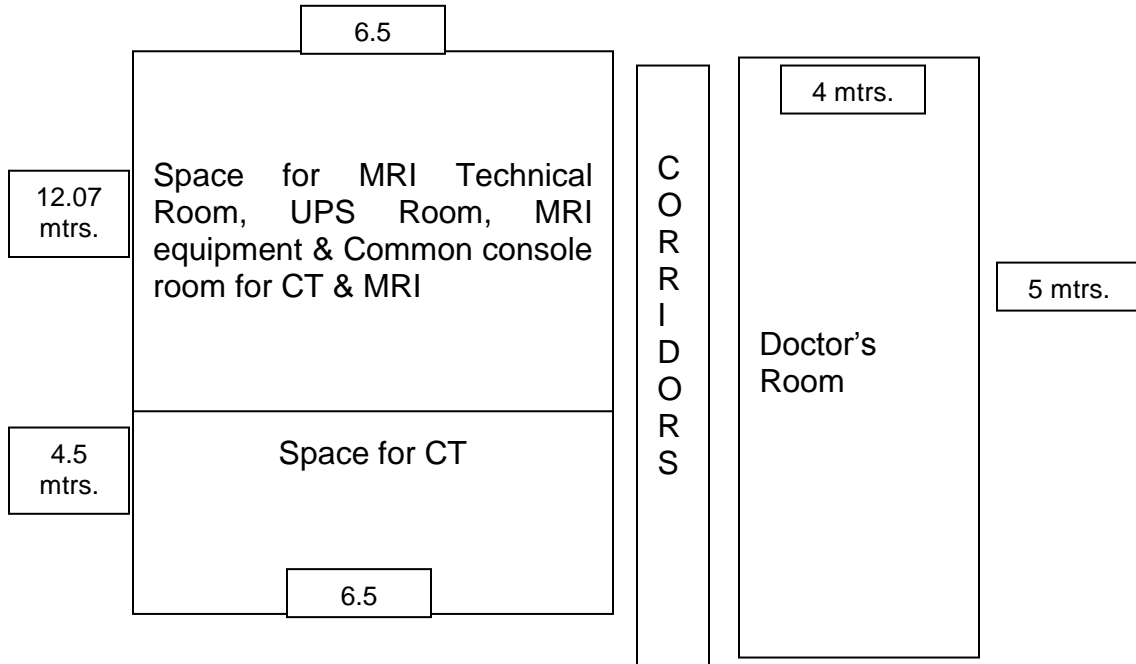 6.5
12.07
mtrs.
Space for MRI Technical
Room, UPS Room, MRI
equipment & Common console
room for CT & MRI
4.5
mtrs.
Space for CT
6.5
C
O
R
R
I
D
O
R
S
4 mtrs.
Doctor’s
Room
5 mtrs.